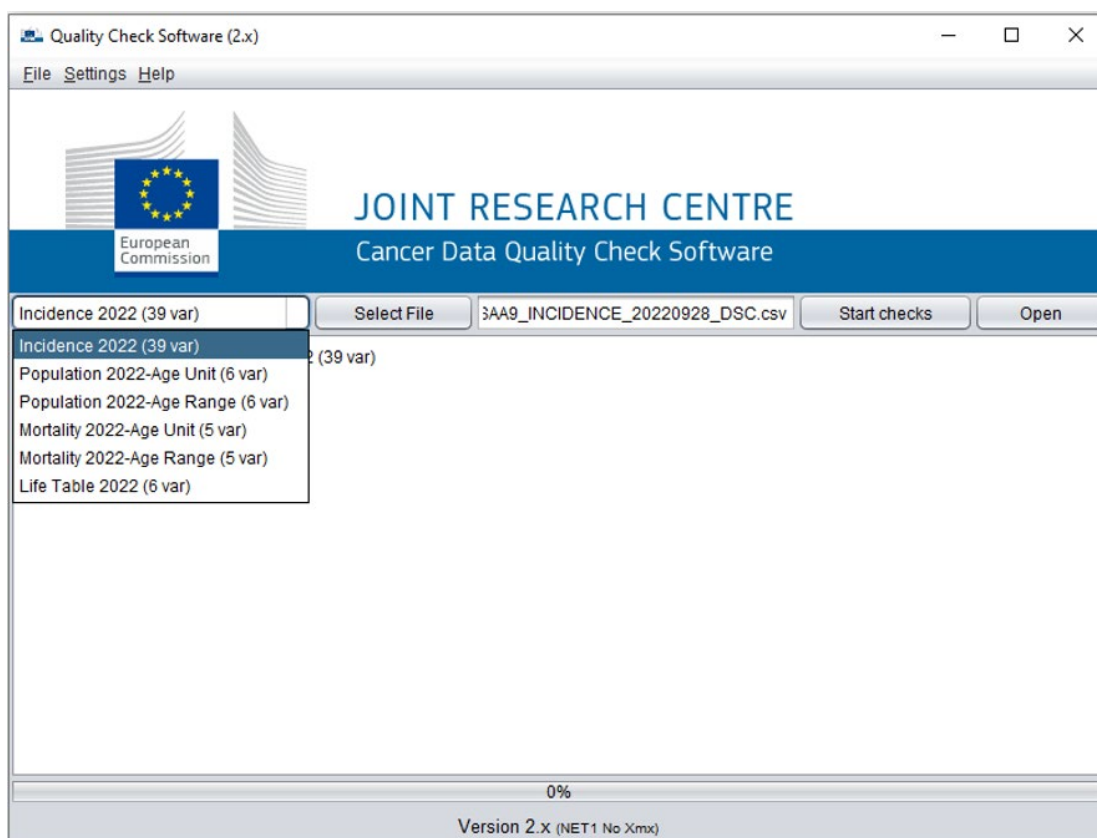 Quality Check Software (2.x)
File Settings Help
JOINT RESEARCH CENTRE
European
Commission
Cancer Data Quality Check Software
Incidence 2022 (39 var) Select File AA9_INCIDENCE_20220928_DSC.csv Start checks Open
Incidence 2022 (39 var)
(39 var)
Population 2022-Age Unit (6 var)
Population 2022-Age Range (6 var)
Mortality 2022-Age Unit (5 var)
Mortality 2022-Age Range (5 var)
Life Table 2022 (6 var)
0%
Version 2.x (NET1 No Xmx)